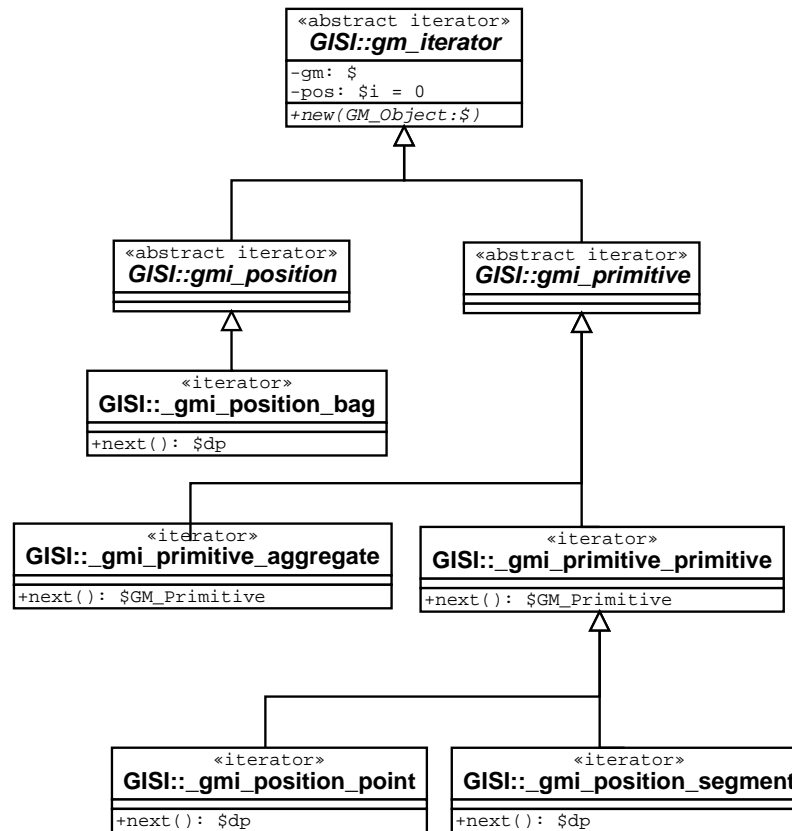 «abstract iterator»
GISI::gm_iterator
-gm: $
-pos: $i = 0
+new(GM_Object:$)
«abstract iterator»
GISI::gmi_position
«abstract iterator»
GISI::gmi_primitive
«iterator»
GISI::_gmi_position_bag
+next(): $dp
«iterator»
GISI::_gmi_primitive_aggregate
+next(): $GM_Primitive
«iterator»
GISI::_gmi_primitive_primitive
+next(): $GM_Primitive
«iterator»
GISI::_gmi_position_point
+next(): $dp
«iterator»
GISI::_gmi_position_segment
+next(): $dp